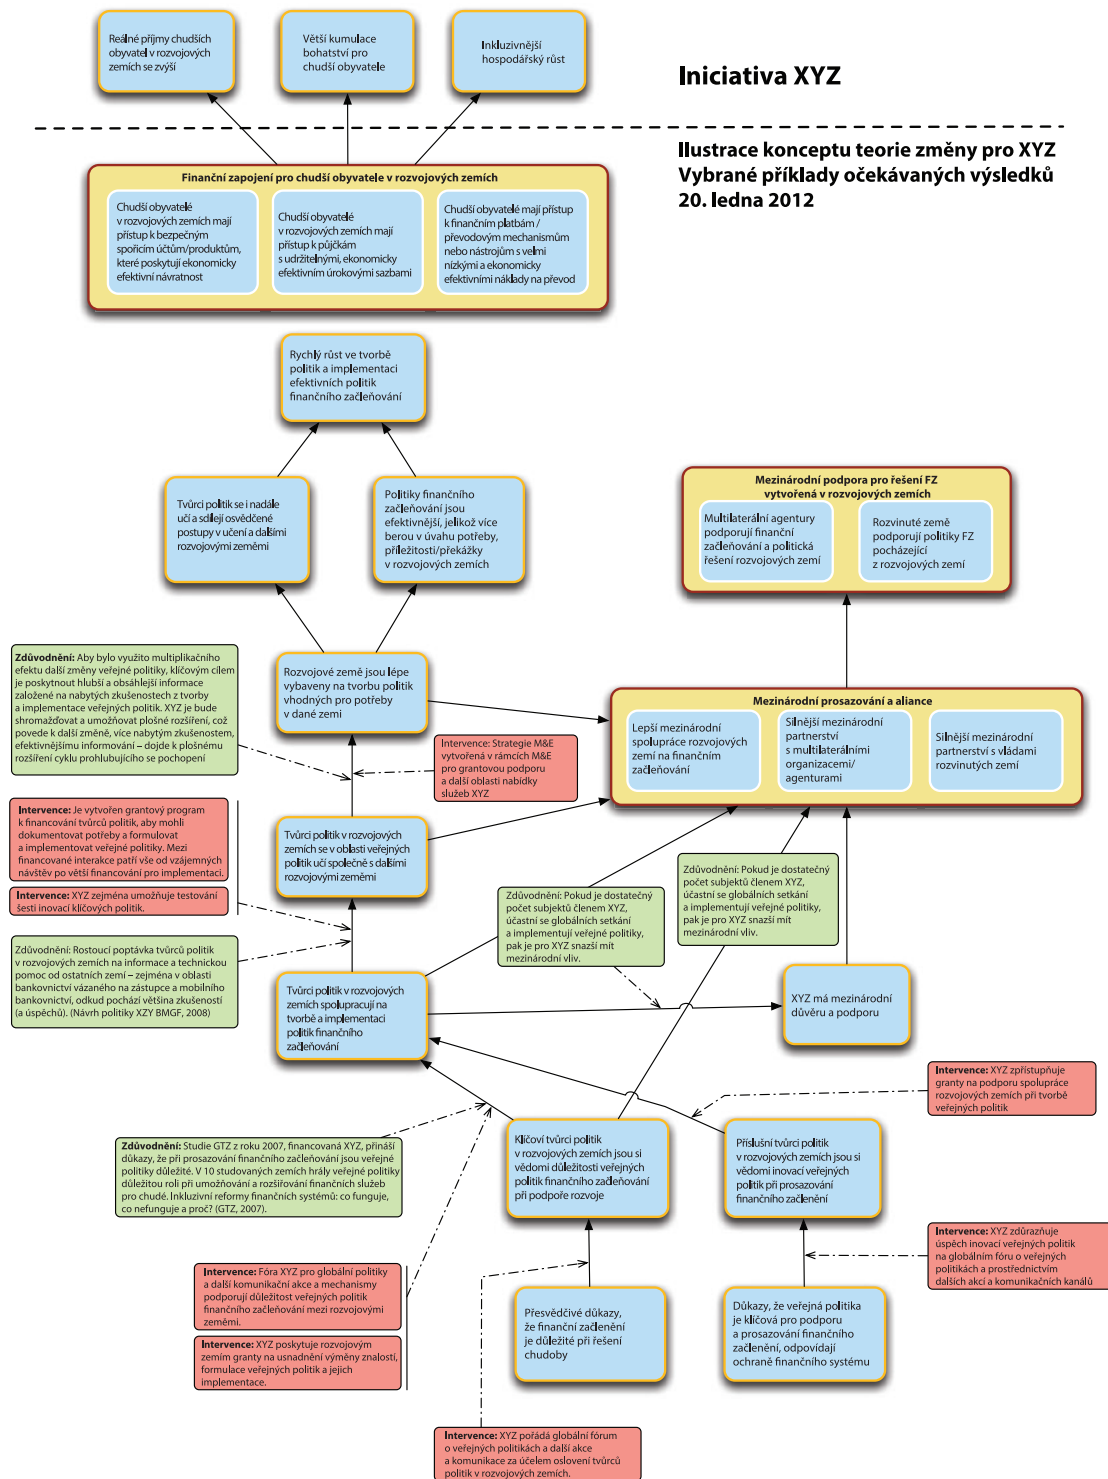 Reálné příjmy chudších
obyvatel v rozvojových
zemích se zvýší
Větší kumulace
bohatství pro
chudší obyvatele
Inkluzivnější
hospodářský růst
Iniciativa XYZ
Ilustrace konceptu teorie změny pro XYZ
Vybrané příklady očekávaných výsledků
20. ledna 2012
Finanční zapojení pro chudší obyvatele v rozvojových zemích
Chudší obyvatelé
v rozvojových zemích mají
přístup k bezpečným
spořicím účtům/produktům,
které poskytují ekonomicky
efektivní návratnost
Chudší obyvatelé
v rozvojových zemích mají
přístup k půjčkám
s udržitelnými, ekonomicky
efektivním úrokovými sazbami
Chudší obyvatelé mají přístup
k finančním platbám /
převodovým mechanismům
nebo nástrojům s velmi
nízkými a ekonomicky
efektivními náklady na převod
Rychlý růst ve tvorbě
politik a implementaci
efektivních politik
finančního začleňování
Tvůrci politik se i nadále
učí a sdílejí osvědčené
postupy v učení a dalšími
rozvojovými zeměmi
Politiky finančního
začleňování jsou
efektivnější, jelikož více
berou v úvahu potřeby,
příležitosti/překážky
v rozvojových zemích
Mezinárodní podpora pro řešení FZ
vytvořená v rozvojových zemích
Multilaterální agentury
podporují finanční
začleňování a politická
řešení rozvojových zemí
Rozvinuté země
podporují politiky FZ
pocházející
z rozvojových zemí
Zdůvodnění: Aby bylo využito multiplikačního
efektu další změny veřejné politiky, klíčovým cílem
je poskytnout hlubší a obsáhlejší informace
založené na nabytých zkušenostech z tvorby
a implementace veřejných politik. XYZ je bude
shromažďovat a umožňovat plošné rozšíření, což
povede k další změně, více nabytým zkušenostem,
efektivnějšímu informování – dojde k plošnému
rozšíření cyklu prohlubujícího se pochopení
Rozvojové země jsou lépe
vybaveny na tvorbu politik
vhodných pro potřeby
v dané zemi
Mezinárodní prosazování a aliance
Lepší mezinárodní
spolupráce rozvojových
zemí na finančním
začleňování
Silnější mezinárodní
partnerství
s multilaterálními
organizacemi/
agenturami
Silnější mezinárodní
partnerství s vládami
rozvinutých zemí
Intervence: Strategie M&E
vytvořená v rámcích M&E
pro grantovou podporu
a další oblasti nabídky
služeb XYZ
Intervence: Je vytvořen grantový program
k financování tvůrců politik, aby mohli
dokumentovat potřeby a formulovat
a implementovat veřejné politiky. Mezi
financované interakce patří vše od vzájemných
návštěv po větší financování pro implementaci.
Intervence: XYZ zejména umožňuje testování
šesti inovací klíčových politik.
Tvůrci politik v rozvojových
zemích se v oblasti veřejných
politik učí společně s dalšími
rozvojovými zeměmi
Zdůvodnění: Pokud je dostatečný
počet subjektů členem XYZ,
účastní se globálních setkání
a implementují veřejné politiky,
pak je pro XYZ snazší mít
mezinárodní vliv.
Zdůvodnění: Pokud je dostatečný
počet subjektů členem XYZ,
účastní se globálních setkání
a implementují veřejné politiky,
pak je pro XYZ snazší mít
mezinárodní vliv.
Zdůvodnění: Rostoucí poptávka tvůrců politik
v rozvojových zemích na informace a technickou
pomoc od ostatních zemí – zejména v oblasti
bankovnictví vázaného na zástupce a mobilního
bankovnictví, odkud pochází většina zkušeností
(a úspěchů). (Návrh politiky XZY BMGF, 2008)
Tvůrci politik v rozvojových
zemích spolupracují na
tvorbě a implementaci
politik finančního
začleňování
XYZ má mezinárodní
důvěru a podporu
Intervence: XYZ zpřístupňuje
granty na podporu spolupráce
rozvojových zemích při tvorbě
veřejných politik
Zdůvodnění: Studie GTZ z roku 2007, financovaná XYZ, přináší
důkazy, že při prosazování finančního začleňování jsou veřejné
politiky důležité. V 10 studovaných zemích hrály veřejné politiky
důležitou roli při umožňování a rozšiřování finančních služeb
pro chudé. Inkluzivní reformy finančních systémů: co funguje,
co nefunguje a proč? (GTZ, 2007).
Klíčoví tvůrci politik
v rozvojových zemích jsou si
vědomi důležitosti veřejných
politik finančního začleňování
při podpoře rozvoje
Příslušní tvůrci politik
v rozvojových zemích jsou si
vědomi inovací veřejných
politik při prosazování
finančního začlenění
Intervence: XYZ zdůrazňuje
úspěch inovací veřejných politik
na globálním fóru o veřejných
politikách a prostřednictvím
dalších akcí a komunikačních kanálů
Intervence: Fóra XYZ pro globální politiky
a další komunikační akce a mechanismy
podporují důležitost veřejných politik
finančního začleňování mezi rozvojovými
zeměmi.
Intervence: XYZ poskytuje rozvojovým
zemím granty na usnadnění výměny znalostí,
formulace veřejných politik a jejich
implementace.
Přesvědčivé důkazy,
že finanční začlenění
je důležité při řešení
chudoby
Důkazy, že veřejná politika
je klíčová pro podporu
a prosazování finančního
začlenění, odpovídají
ochraně finančního systému
Intervence: XYZ pořádá globální fórum
o veřejných politikách a další akce
a komunikace za účelem oslovení tvůrců
politik v rozvojových zemích.